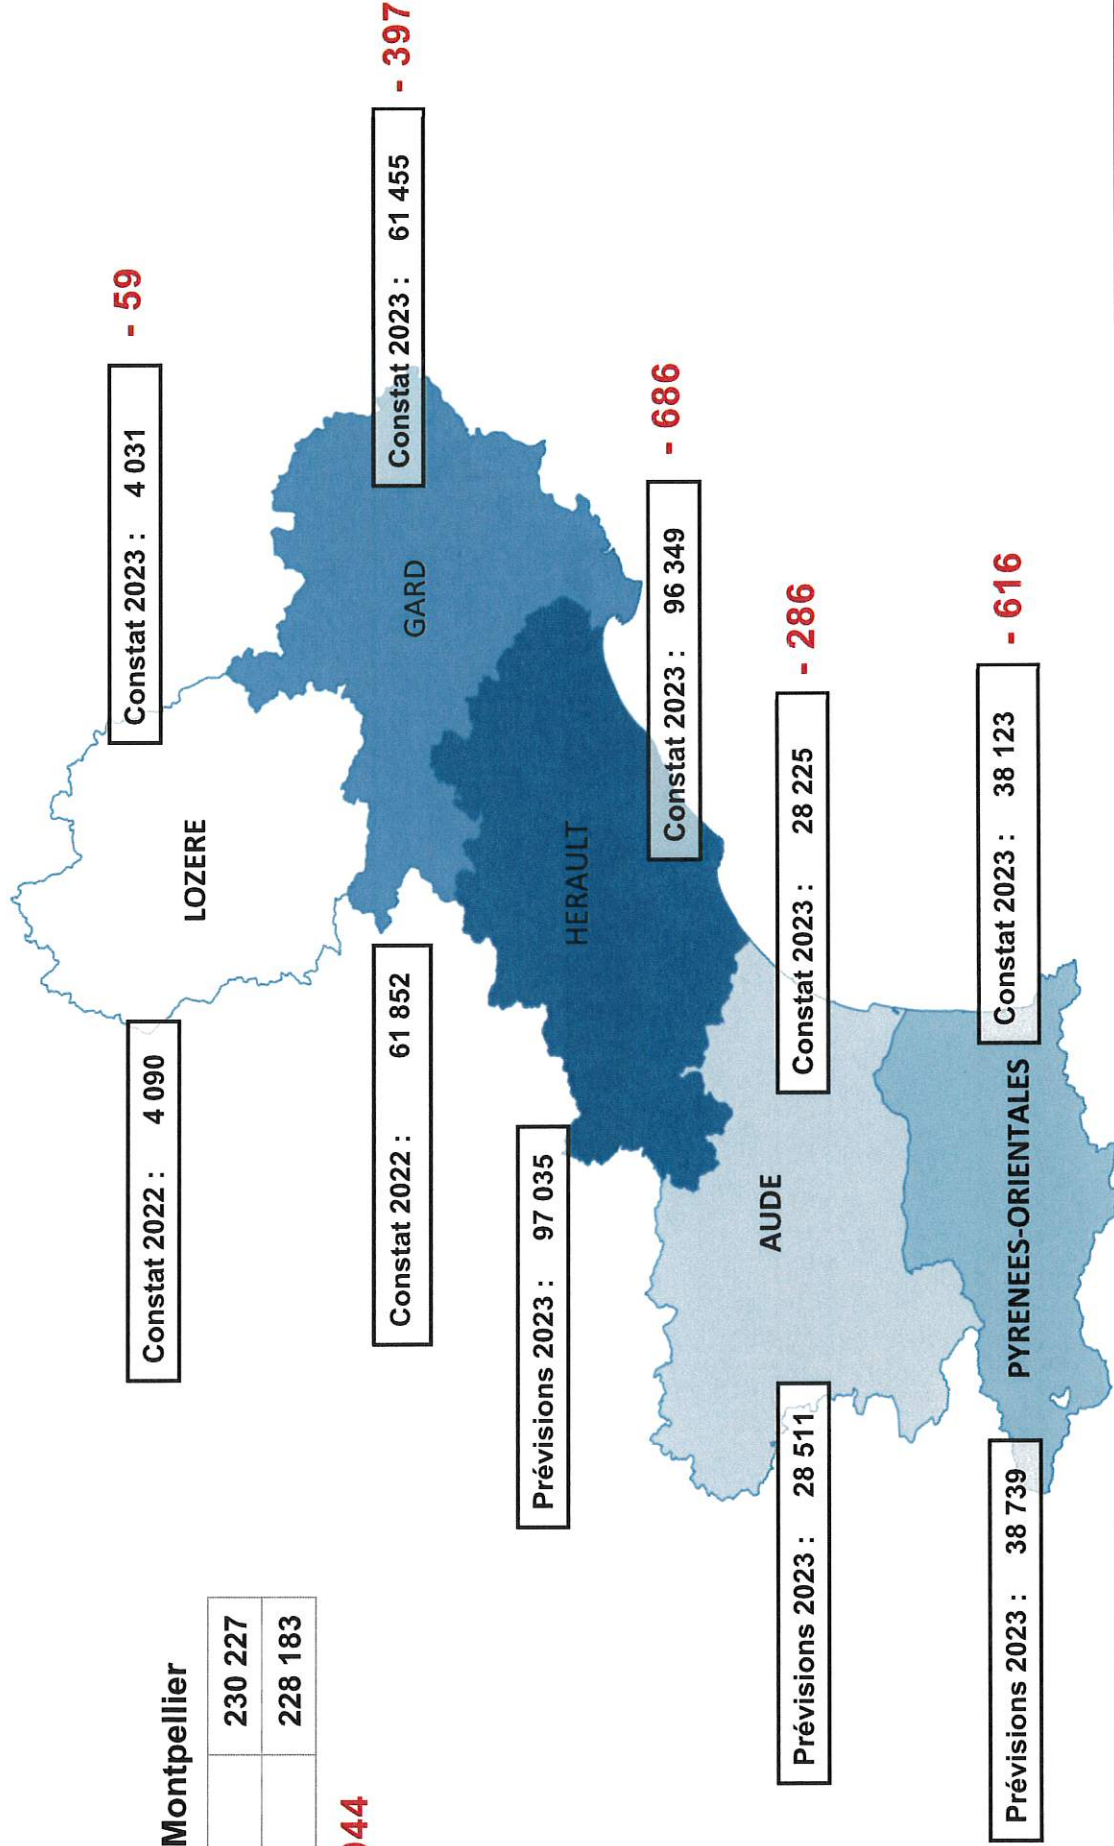 Constat 2022 : 4 090
Constat 2023 : 4 031 - 59
Montpellier
LOZERE
230 227
228 183
044
Constat 2022 : 61 852
Constat 2023 : 61 455 - 397
GARD
Prévisions 2023 : 97 035
HERAULT
Constat 2023 : 96 349 - 686
AUDE
Prévisions 2023 : 28 511
Constat 2023 : 28 225 - 286
Prévisions 2023 : 38 739
PYRENEES-ORIENTALES
Constat 2023 : 38 123 - 616